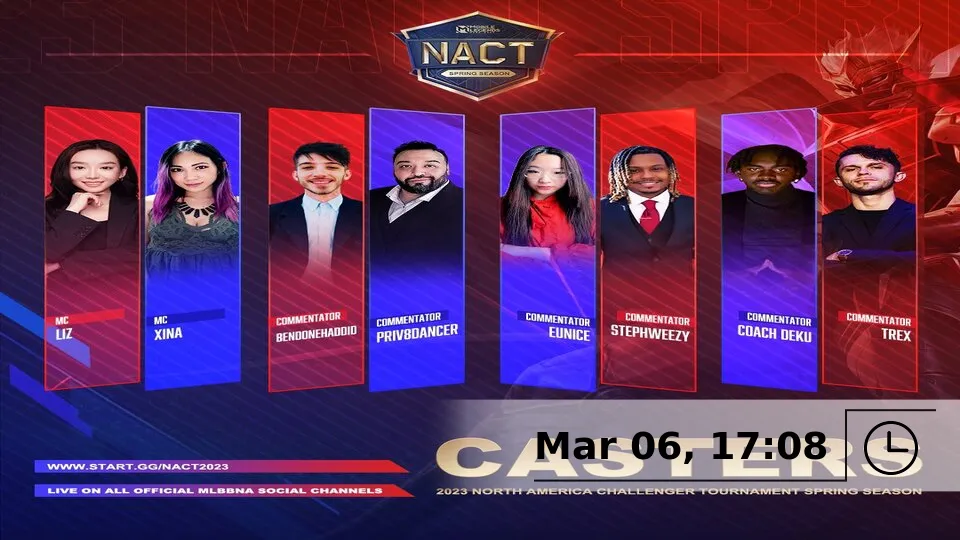 MOBILE
LEGENDS
NACT
SPRING SEASON
MC
LIZ
MC
XINA
COMMENTATOR
BENDONEHADDID
COMMENTATOR
PRIV8DANCER
COMMENTATOR
EUNICE
COMMENTATOR
STEPHWEEZY
COMMENTATOR
COACH DEKU
COMMENTATOR
TREX
CASTERS
Mar 06, 17:08
WWW.START.GG/NACT2023
LIVE ON ALL OFFICIAL MLBBNA SOCIAL CHANNELS
2023 NORTH AMERICA CHALLENGER TOURNAMENT SPRING SEASON